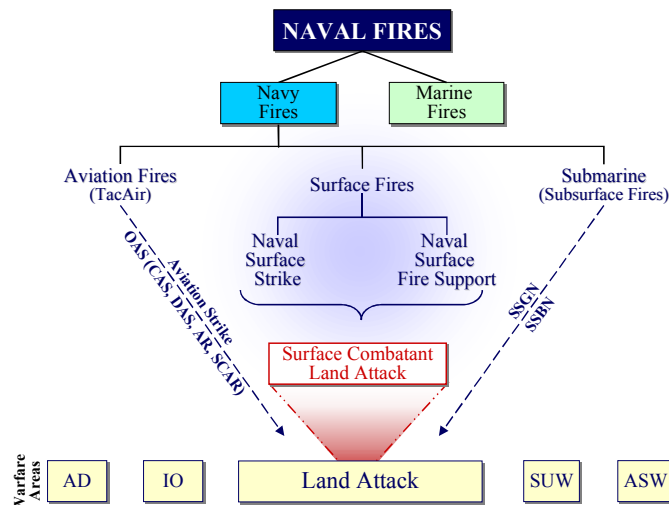 NAVAL FIRES
Navy
Fires
Marine
Fires
Aviation Fires
(TacAir)
Surface Fires
Submarine
(Subsurface Fires)
Naval
Surface
Strike
Naval
Surface
Fire Support
Aviation Strike
OAS (CAS, DAS, AR, SCAR)
SSGN
SSBN
Surface Combatant
Land Attack
Warfare
Areas
AD
IO
Land Attack
SUW
ASW